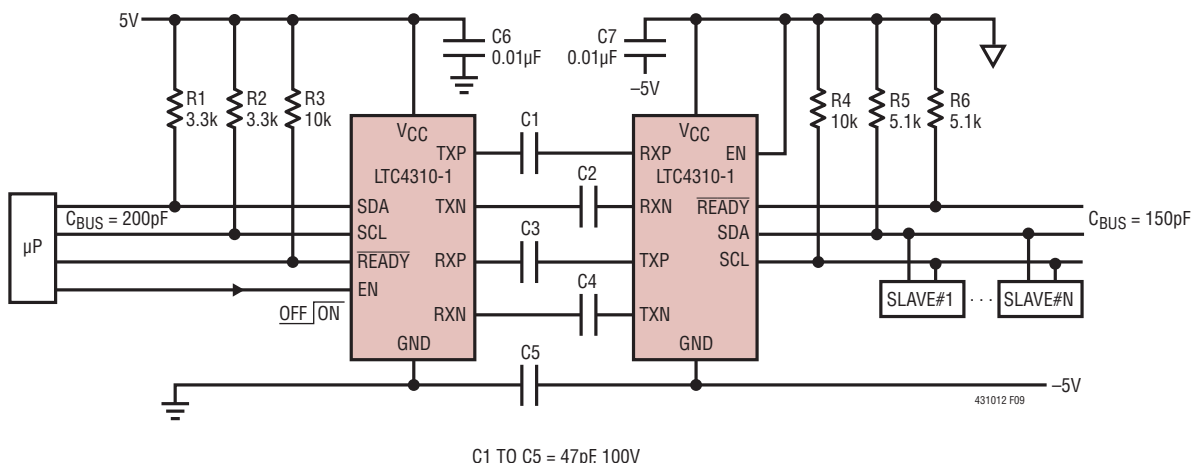 5V
C6
0.01µF
C7
0.01µF
–5V
R1
3.3k
R2
3.3k
R3
10k
R4
10k
R5
5.1k
R6
5.1k
VCC
TXP
LTC4310-1
SDA
TXN
SCL
READY
RXP
EN
RXN
GND
C1
C2
C3
C4
C5
VCC
RXP
EN
LTC4310-1
RXN
READY
SDA
TXP
SCL
TXN
GND
µP
CBUS = 200pF
OFF ON
CBUS = 150pF
SLAVE#1 · · · SLAVE#N
–5V
431012 F09
C1 TO C5 = 47pF, 100V